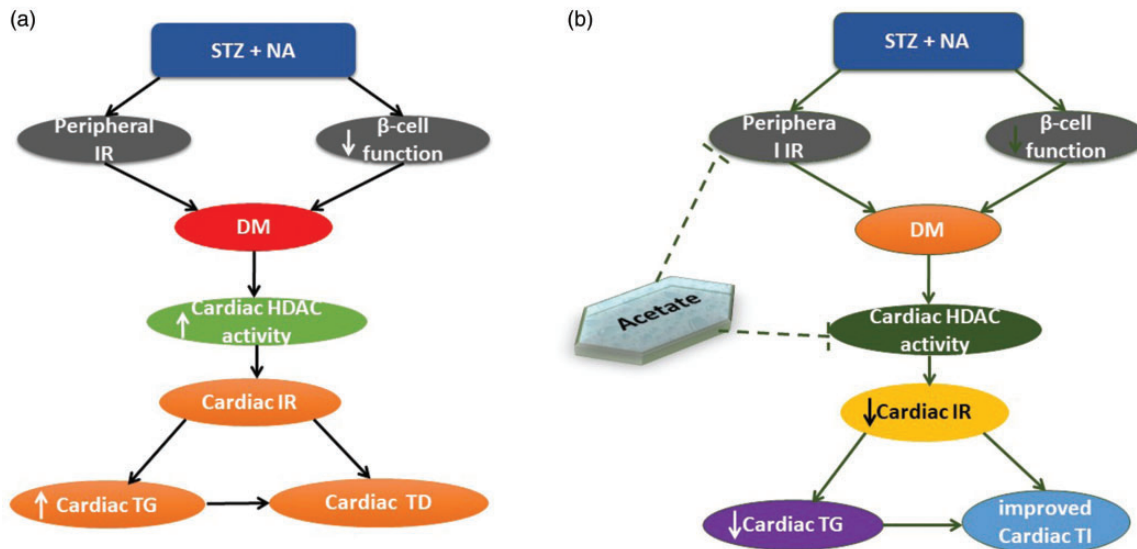 (a)
STZ + NA
Peripheral
IR
↓ β-cell
function
DM
↑ Cardiac HDAC
activity
Cardiac IR
↑ Cardiac TG
Cardiac TD
(b)
STZ + NA
Periphera
l IR
↓ β-cell
function
DM
Acetate
Cardiac HDAC
activity
↓Cardiac IR
↓Cardiac TG
improved
Cardiac TI